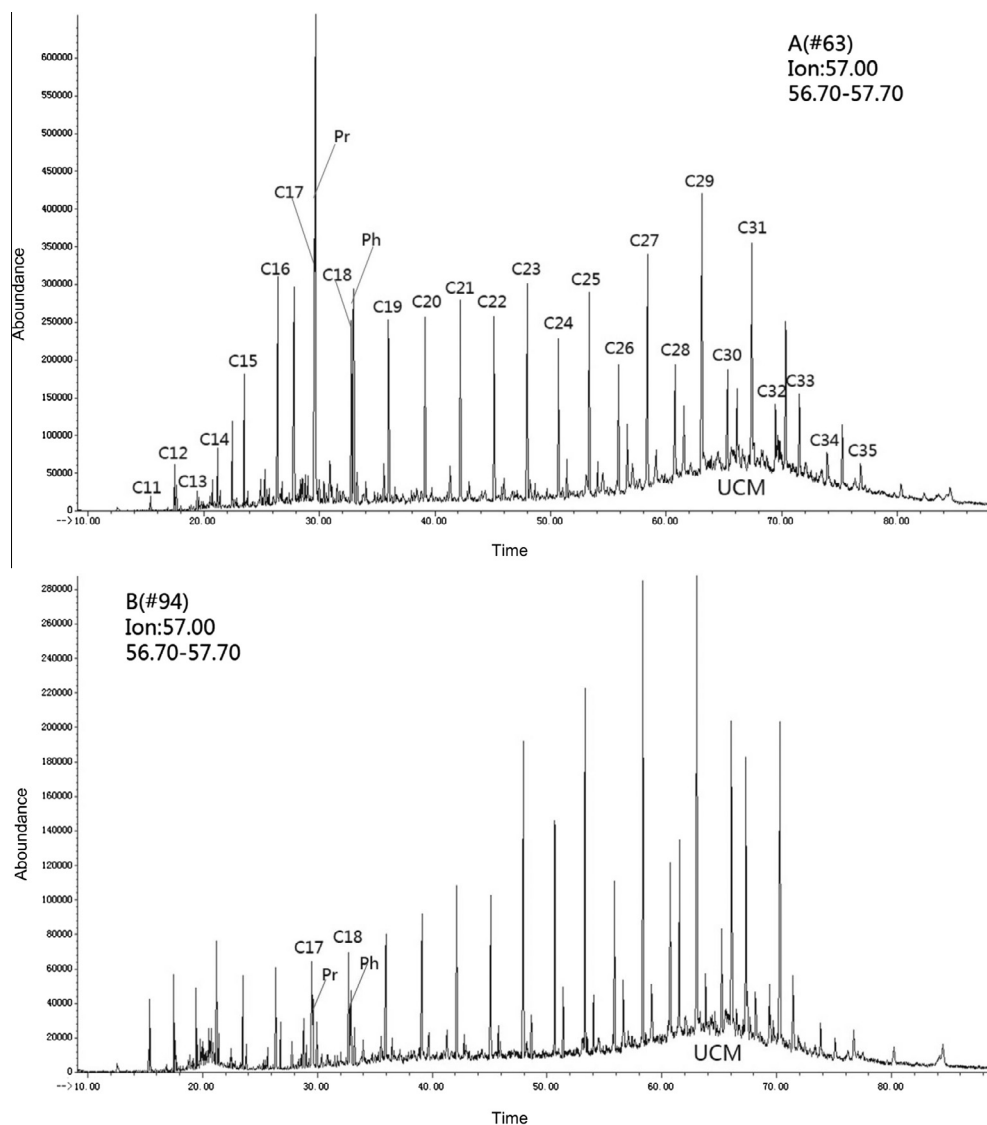 A(#63)
Ion:57.00
56.70-57.70
600000
550000
500000
450000
400000
350000
300000
250000
200000
150000
100000
50000
0
Aboundance
C11
C12
C13
C14
C15
C16
C17
Pr
C18
Ph
C19
C20
C21
C22
C23
C24
C25
C26
C27
C28
C29
C30
C31
C32
C33
C34
C35
UCM
-->10.00 20.00 30.00 40.00 50.00 60.00 70.00 80.00
Time
B(#94)
Ion:57.00
56.70-57.70
280000
260000
240000
220000
200000
180000
160000
140000
120000
100000
80000
60000
40000
20000
0
Aboundance
C17
Pr
C18
Ph
UCM
-->10.00 20.00 30.00 40.00 50.00 60.00 70.00 80.00
Time